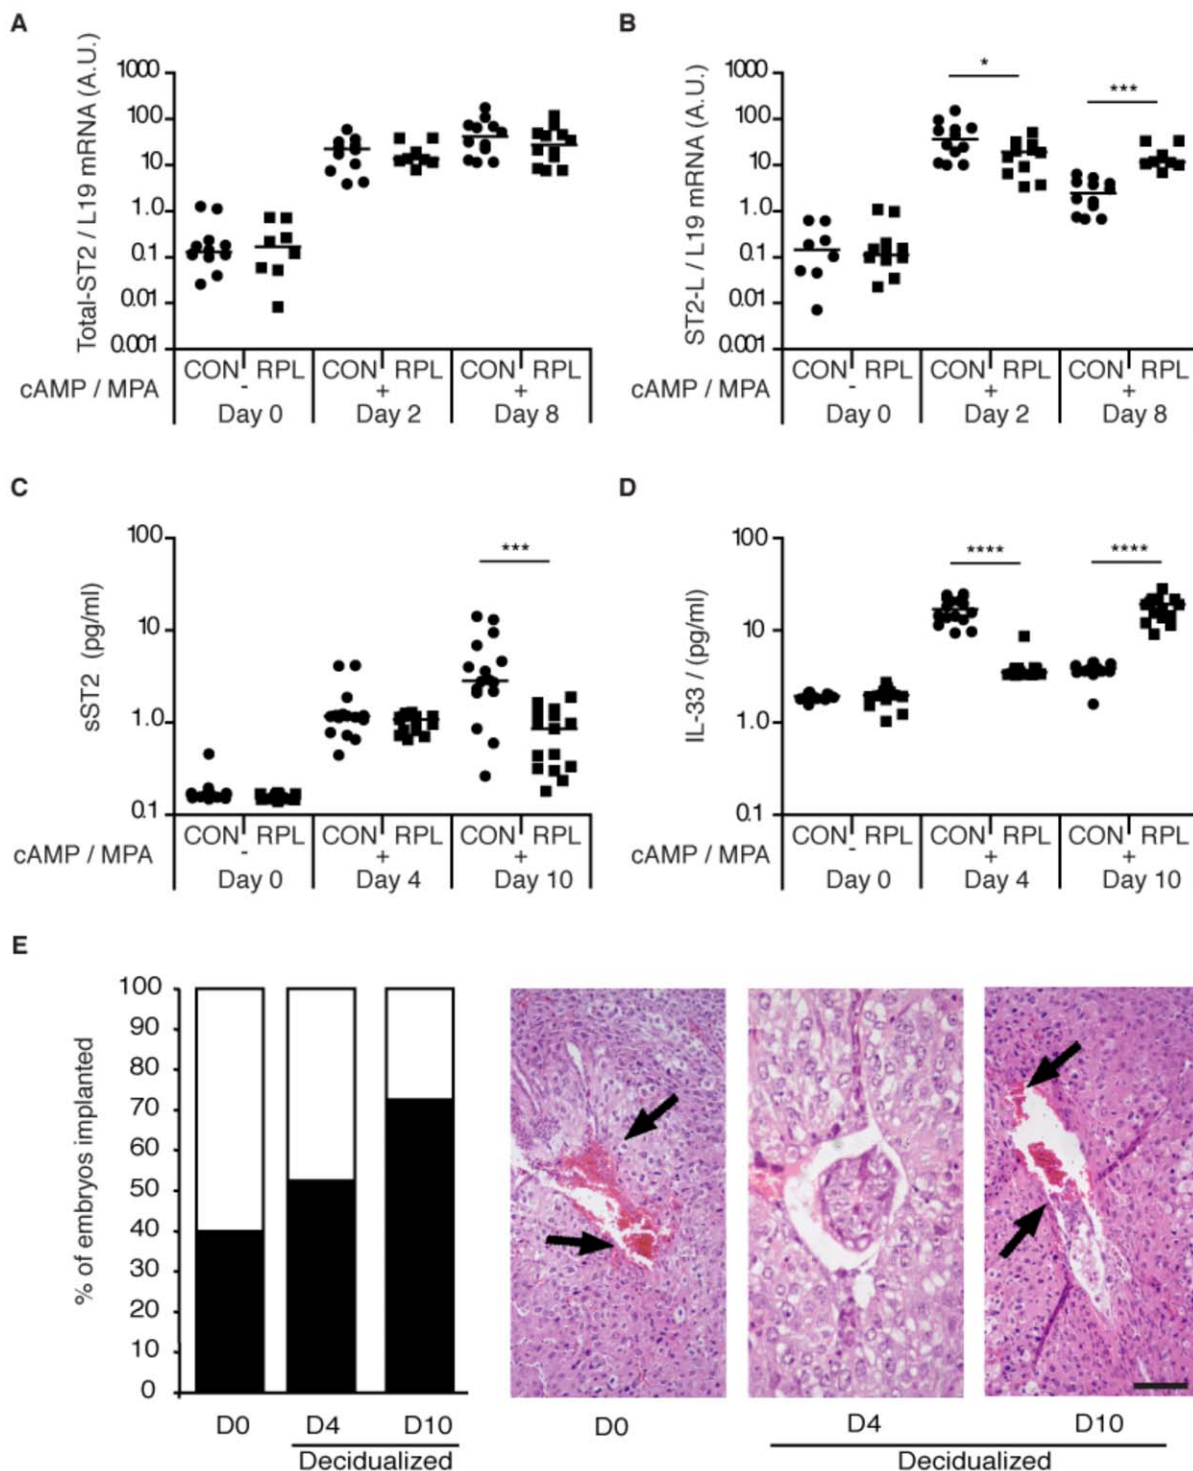 A
Total-ST2 / L19 mRNA (A.U.)
1000
100
10
1.0
0.1
0.01
0.001
CON RPL CON RPL CON RPL
cAMP / MPA - + +
Day 0 Day 2 Day 8
B
ST2-L / L19 mRNA (A.U.)
1000
100
10
1.0
0.1
0.01
0.001
* ***
CON RPL CON RPL CON RPL
cAMP / MPA - + +
Day 0 Day 2 Day 8
C
sST2 (pg/ml)
100
10
1.0
0.1
***
CON RPL CON RPL CON RPL
cAMP / MPA - + +
Day 0 Day 4 Day 10
D
IL-33 / (pg/ml)
100
10
1.0
0.1
**** ****
CON RPL CON RPL CON RPL
cAMP / MPA - + +
Day 0 Day 4 Day 10
E
% of embryos implanted
100
90
80
70
60
50
40
30
20
10
0
D0 D4 D10
Decidualized
D0 D4 D10
Decidualized